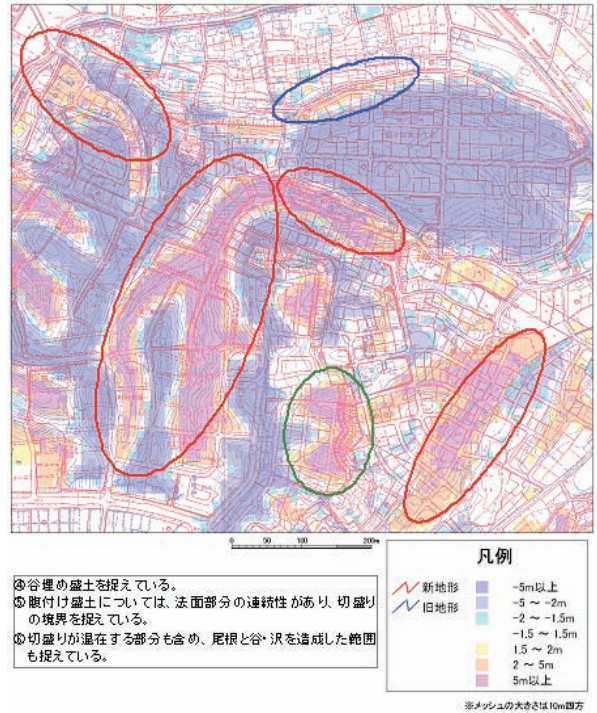 0 50 100 200m
④谷埋め盛土を捉えている。
⑤腹付け盛土については、法面部分の連続性があり、切盛り
の境界を捉えている。
⑥切盛りが混在する部分も含め、尾根と谷・沢を造成した範囲
も捉えている。
凡例
新地形
旧地形
-5m以上
-5 ～ -2m
-2 ～ -1.5m
-1.5 ～ 1.5m
1.5 ～ 2m
2 ～ 5m
5m以上
※メッシュの大きさは10m四方